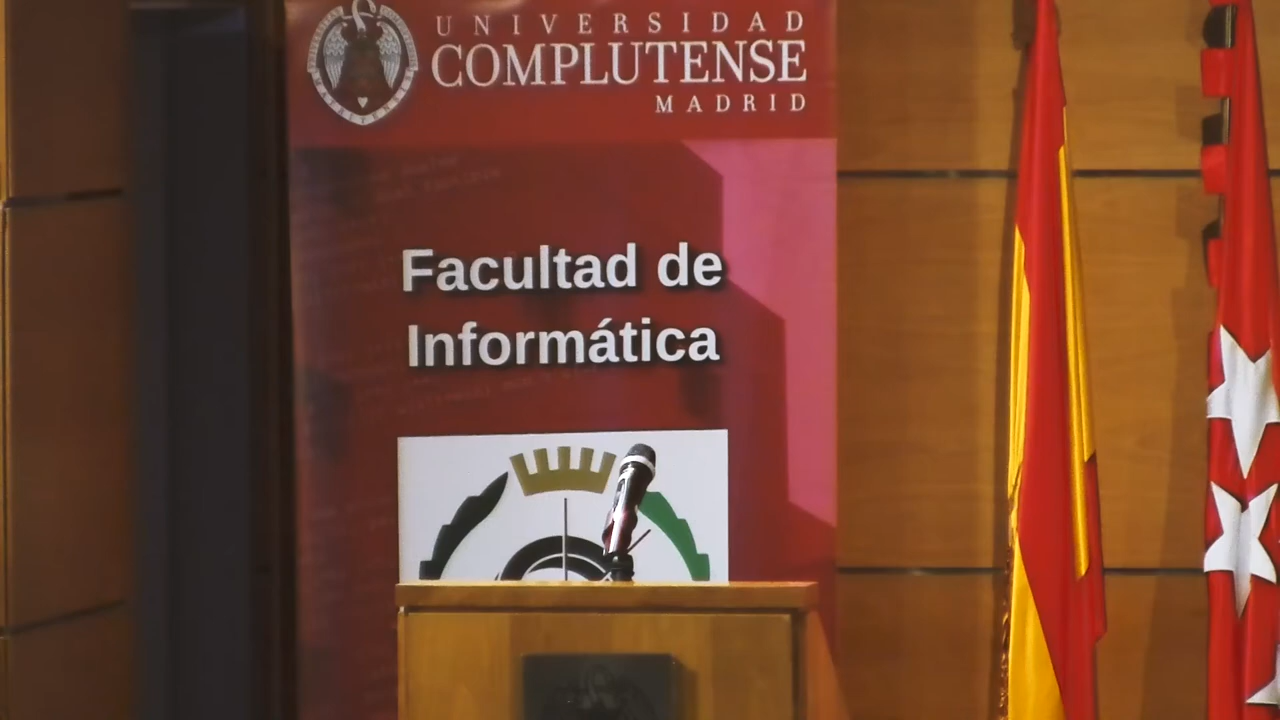 UNIVERSIDAD
COMPLUTENSE
MADRID
Facultad de
Informática